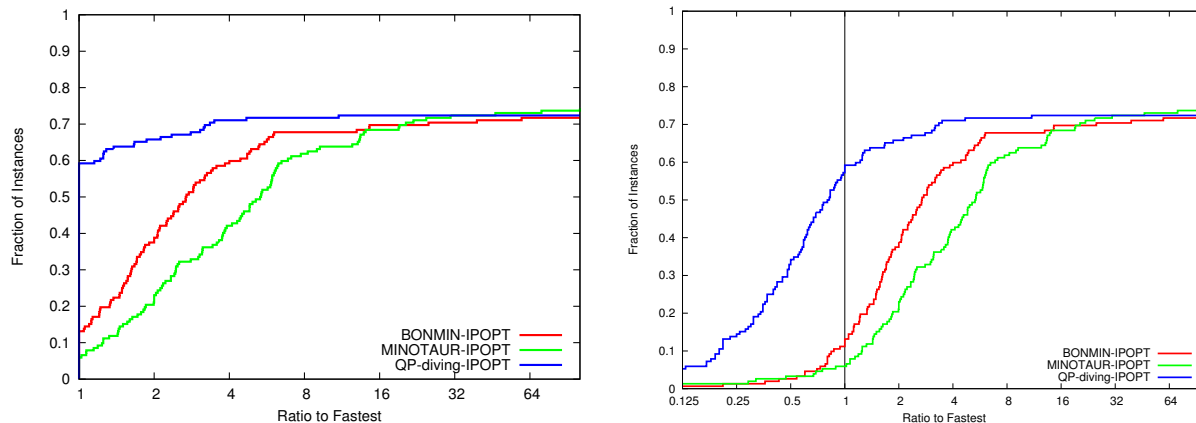 1
0.9
0.8
0.7
0.6
0.5
0.4
0.3
0.2
0.1
0
Fraction of Instances
1 2 4 8 16 32 64
Ratio to Fastest
BONMIN-IPOPT
MINOTAUR-IPOPT
QP-diving-IPOPT
1
0.9
0.8
0.7
0.6
0.5
0.4
0.3
0.2
0.1
0
Fraction of Instances
0.125 0.25 0.5 1 2 4 8 16 32 64
Ratio to Fastest
BONMIN-IPOPT
MINOTAUR-IPOPT
QP-diving-IPOPT